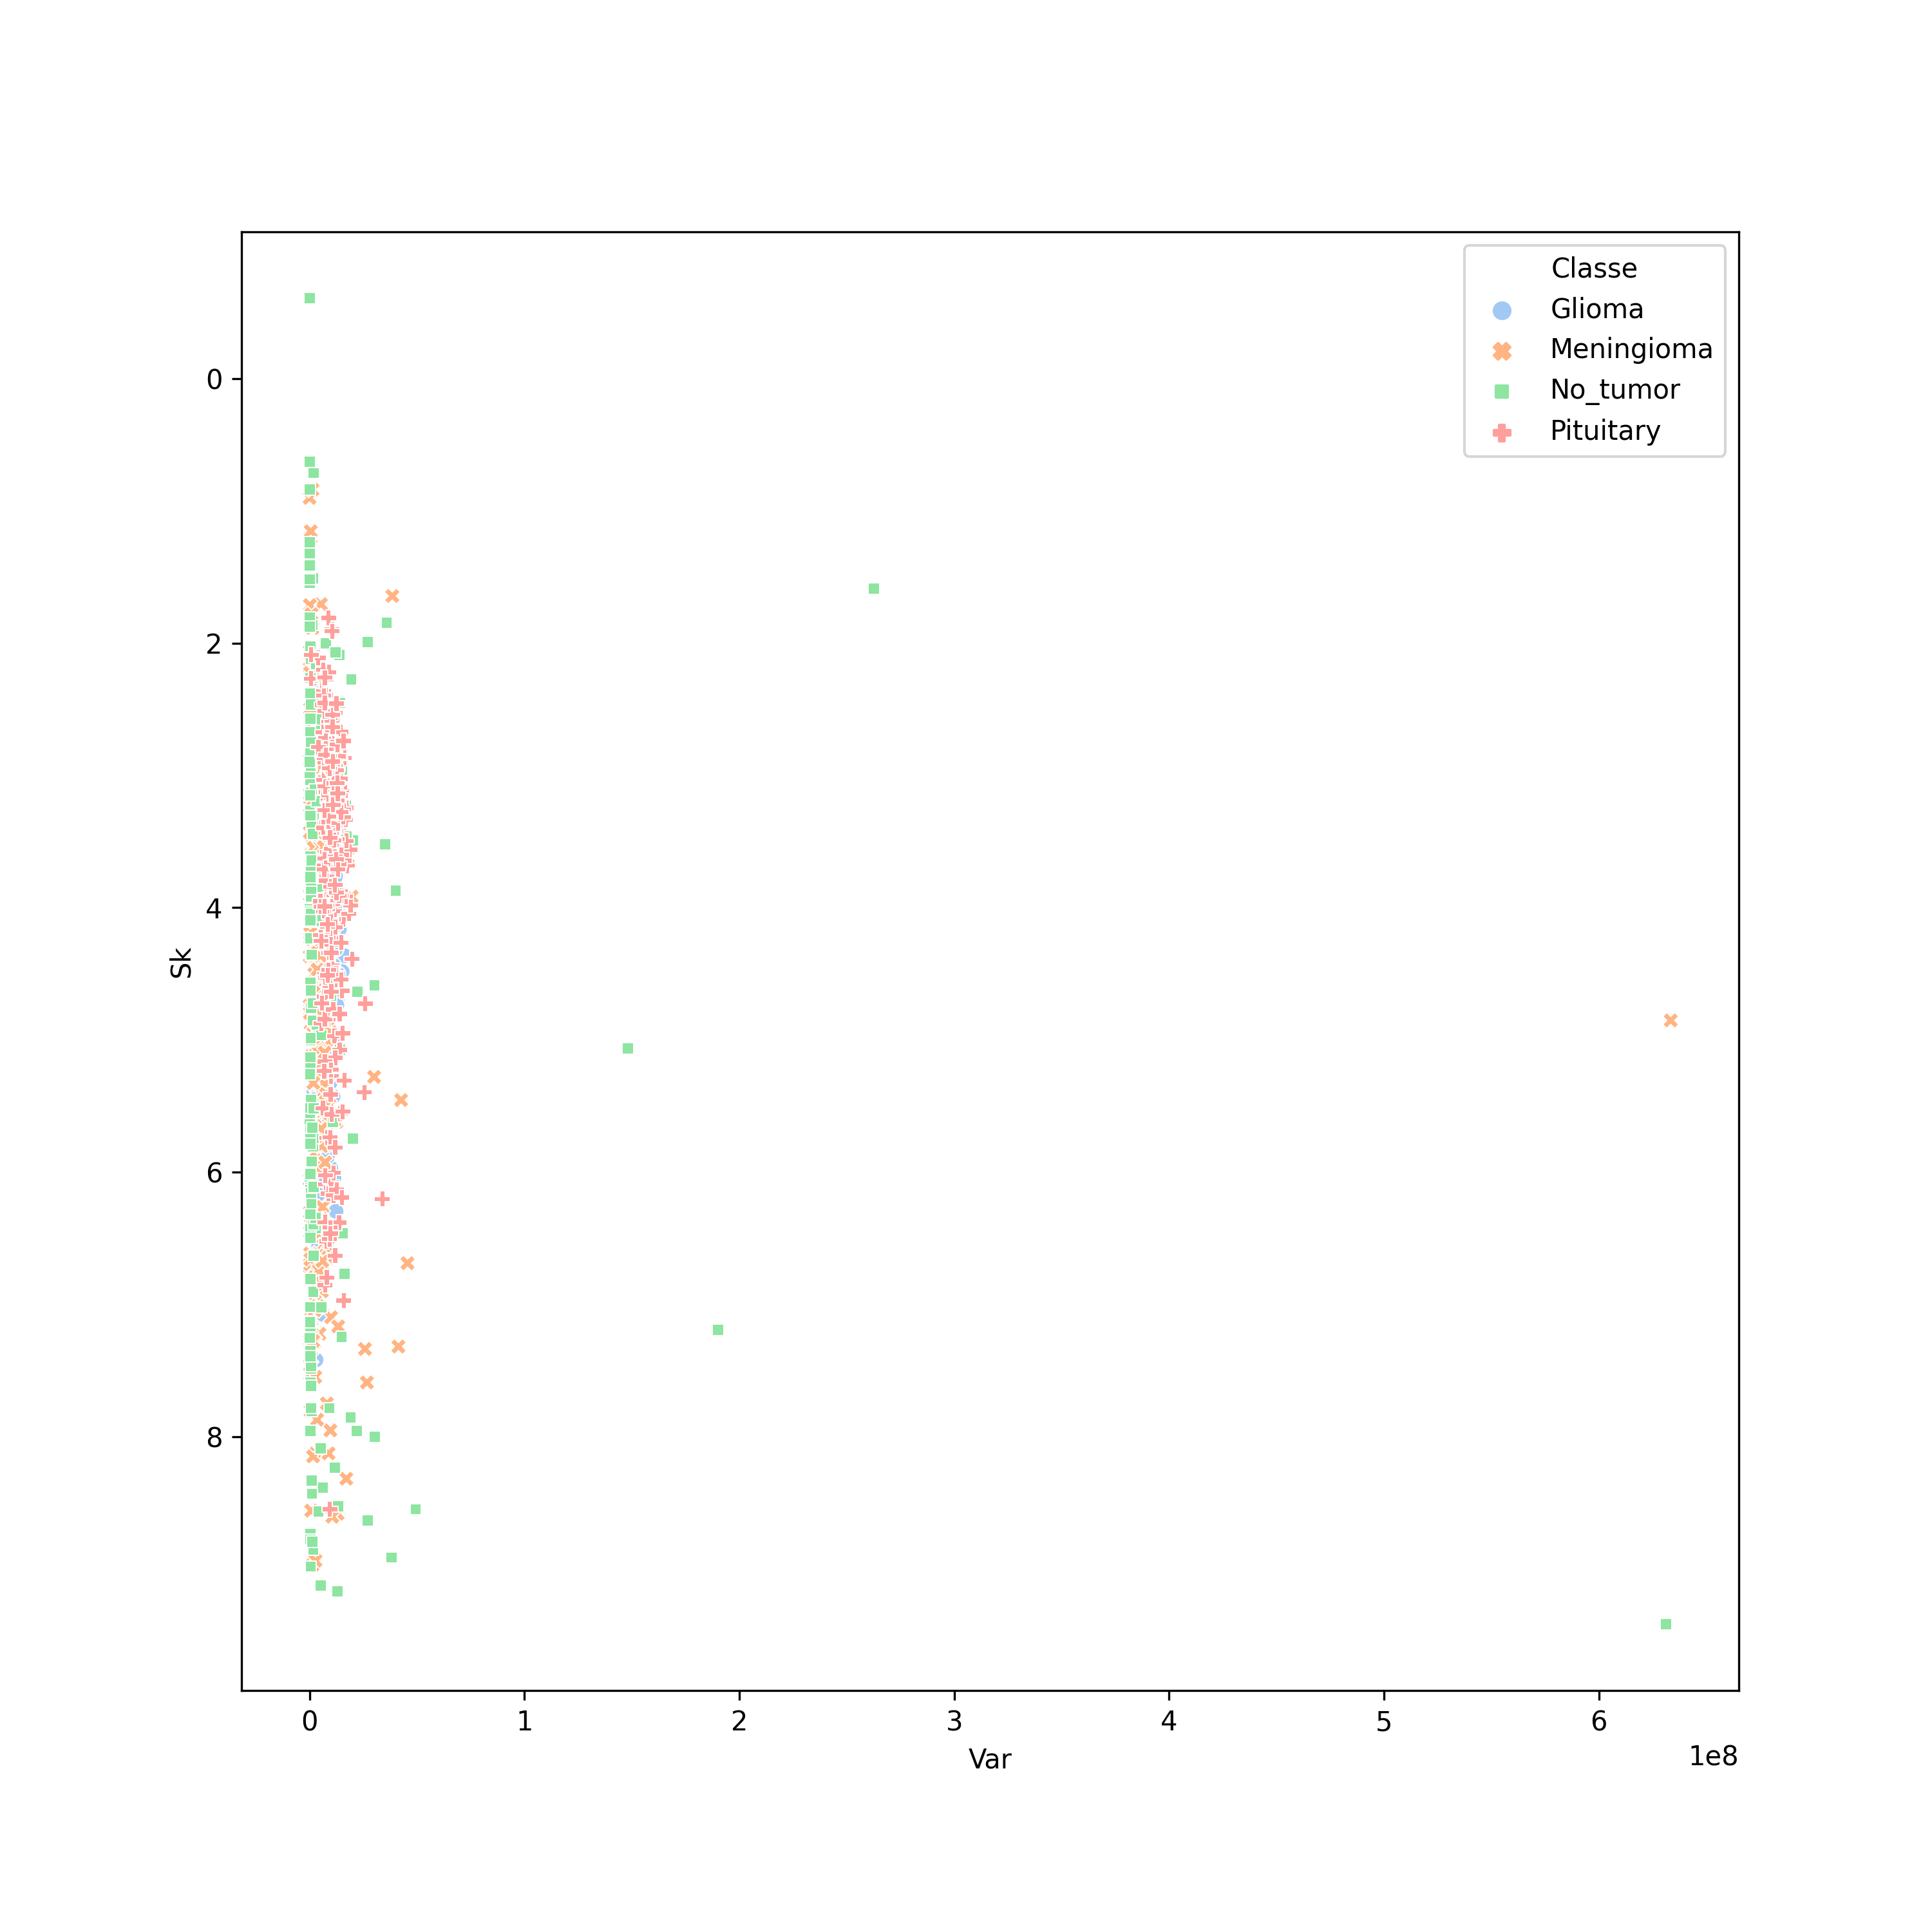 Classe
Glioma
Meningioma
No_tumor
Pituitary
0
2
4
6
8
Sk
0 1 2 3 4 5 6
1e8
Var